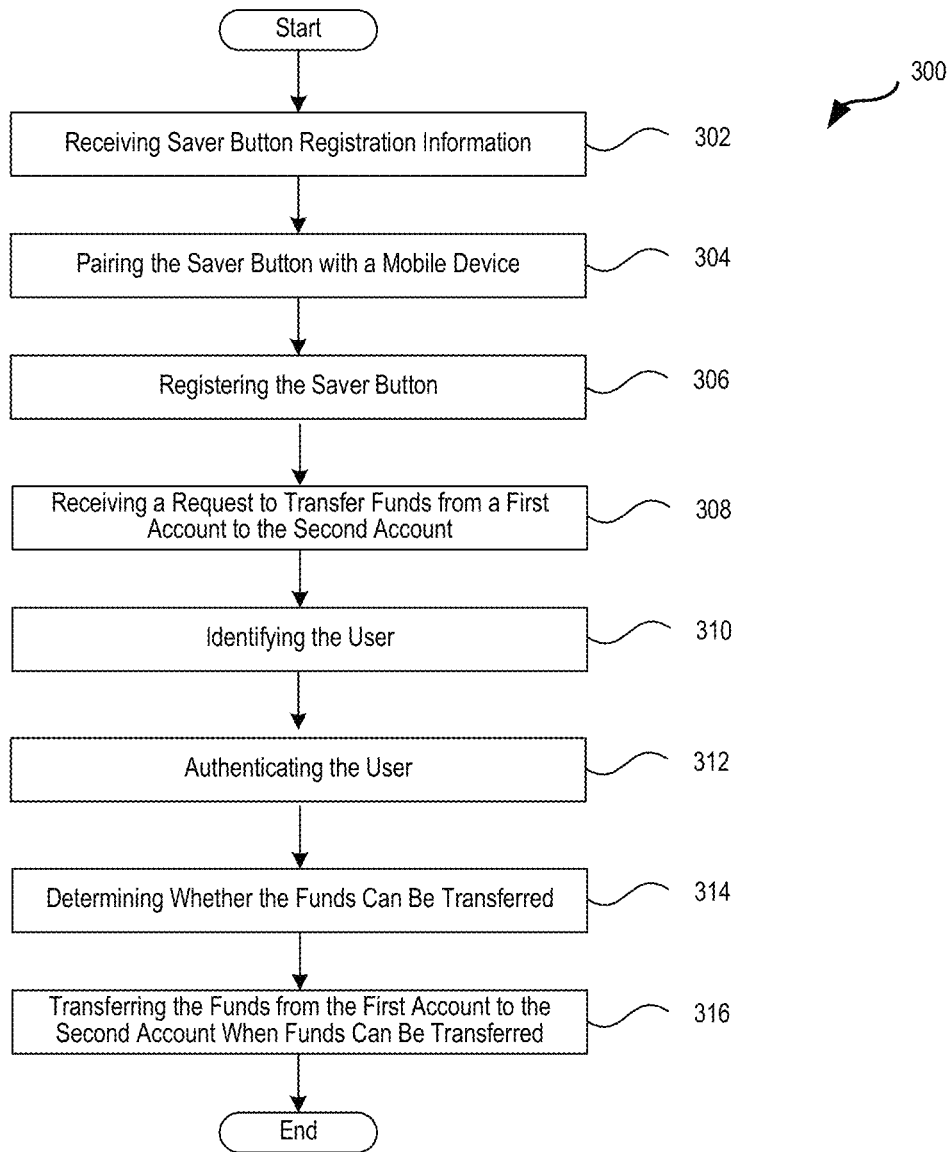 Start
300
Receiving Saver Button Registration Information
302
Pairing the Saver Button with a Mobile Device
304
Registering the Saver Button
306
Receiving a Request to Transfer Funds from a First
Account to the Second Account
308
Identifying the User
310
Authenticating the User
312
Determining Whether the Funds Can Be Transferred
314
Transferring the Funds from the First Account to the
Second Account When Funds Can Be Transferred
316
End